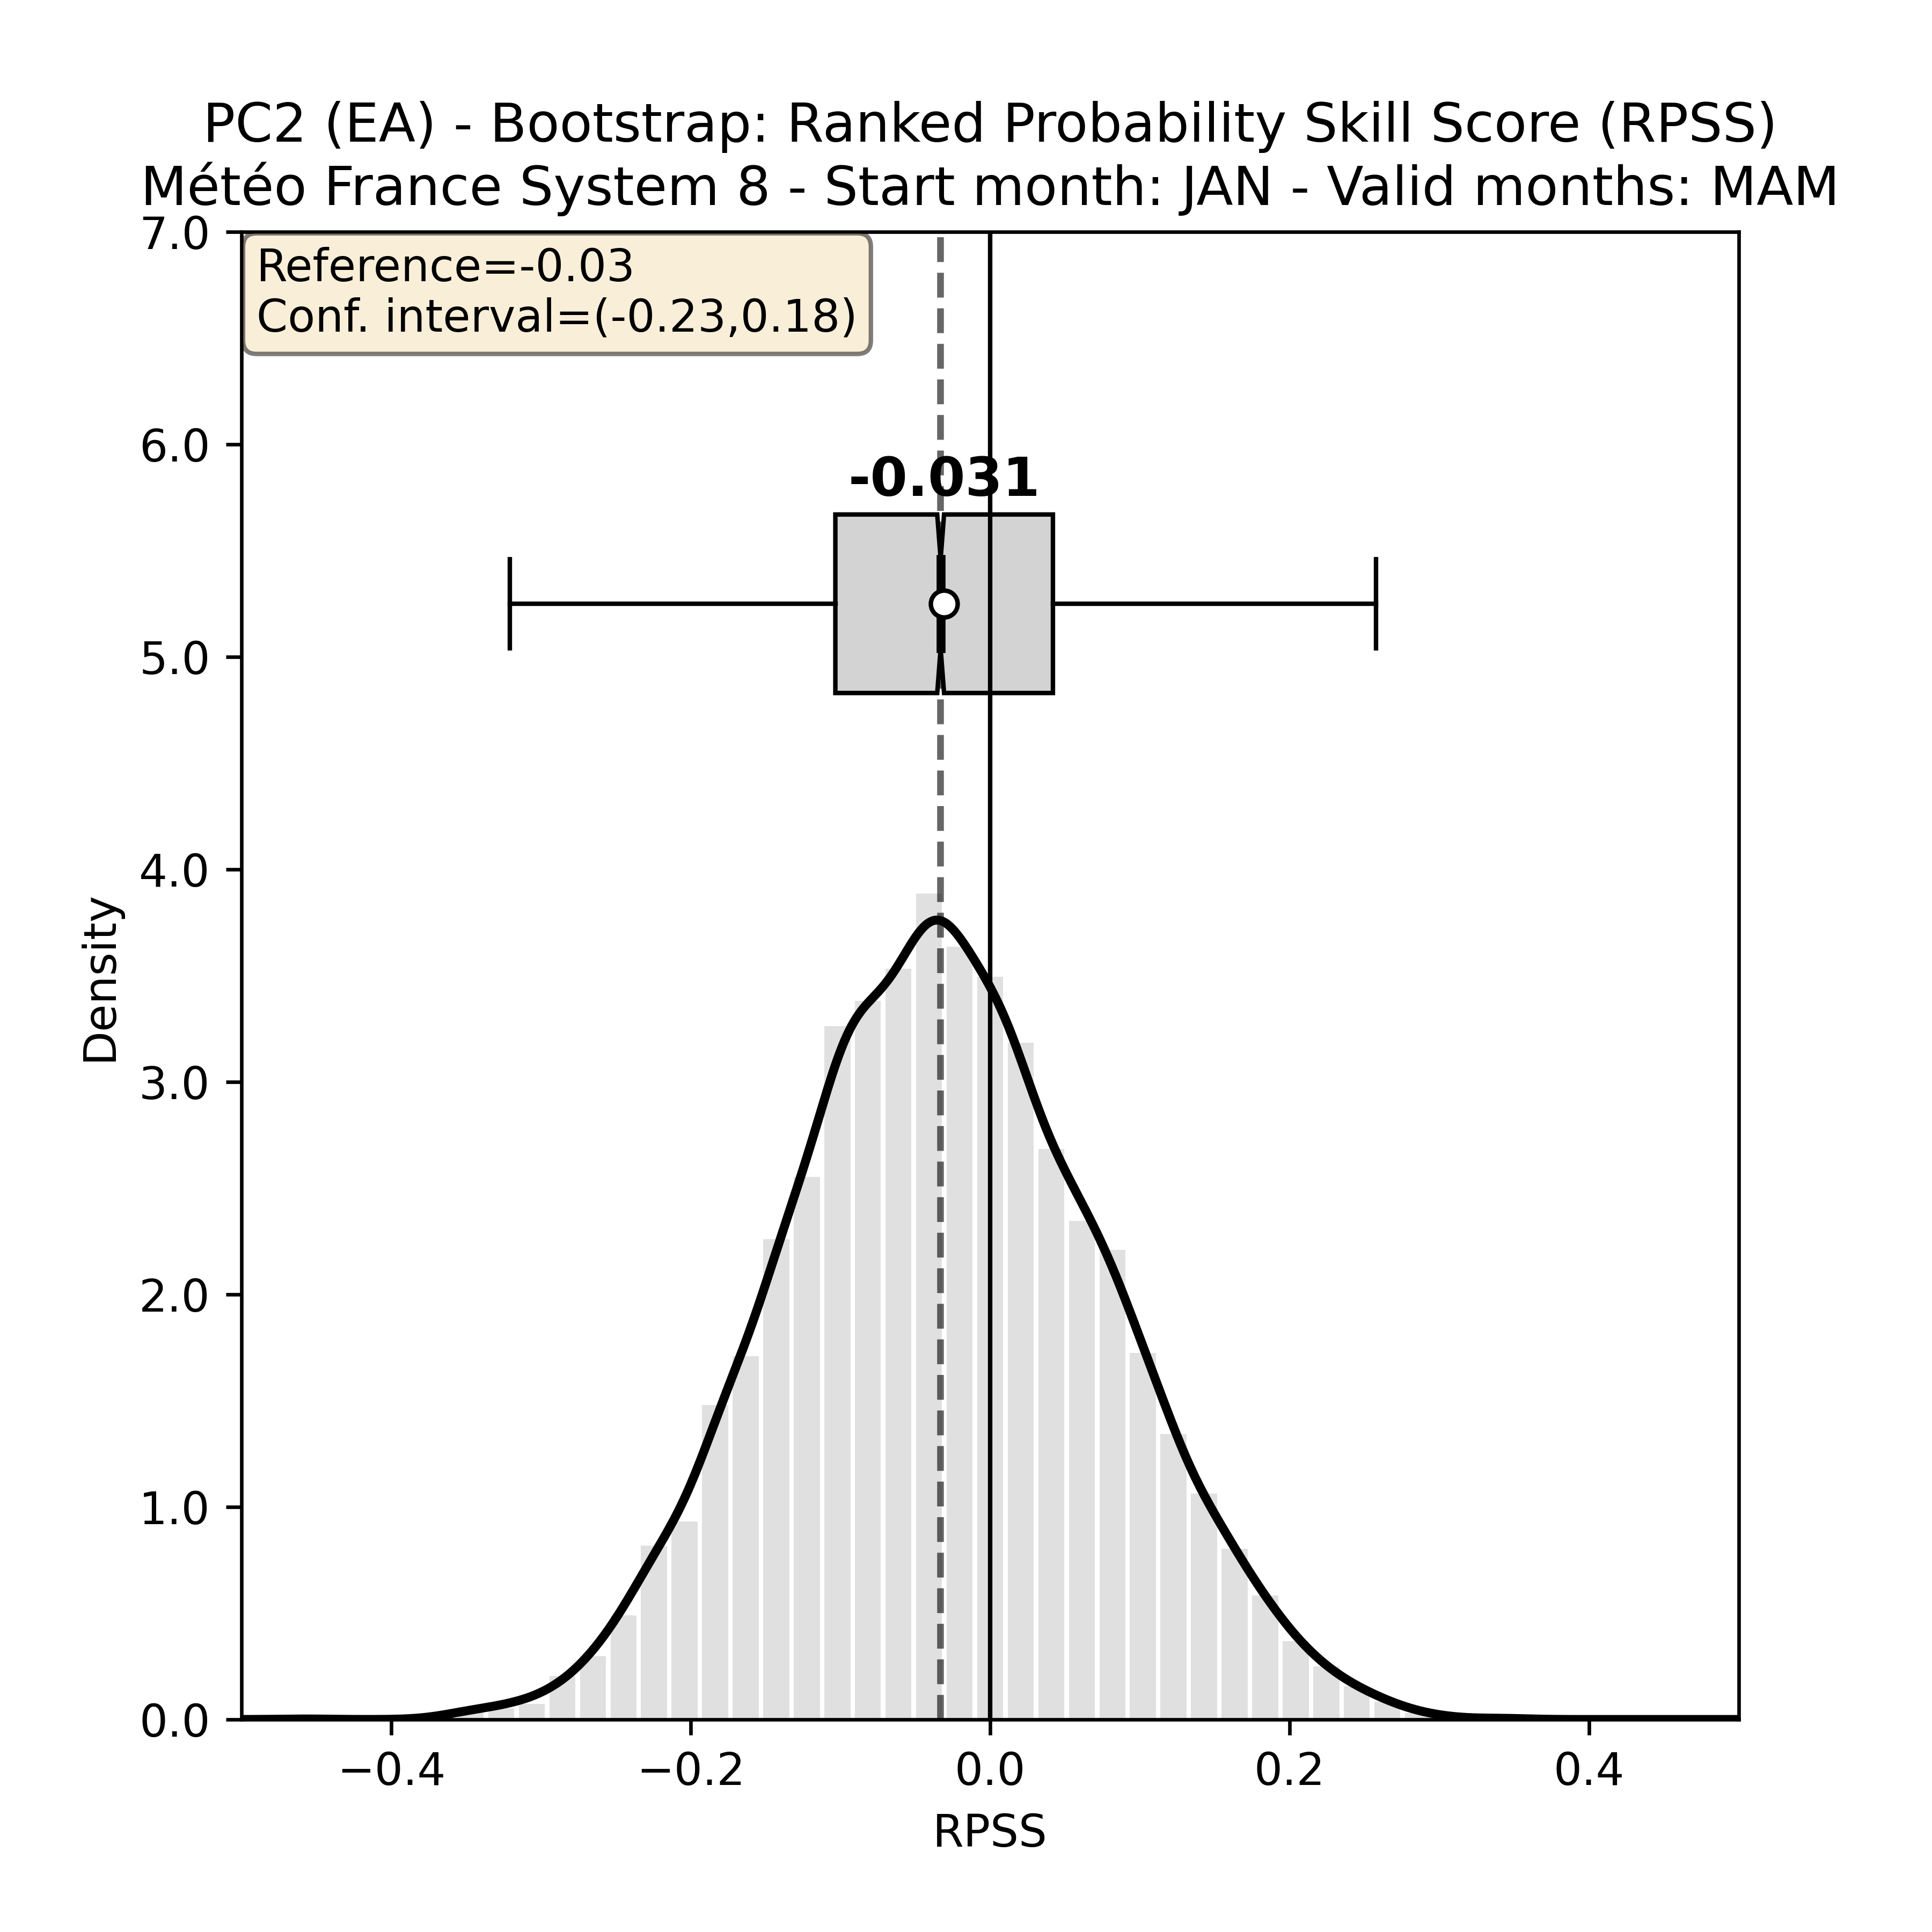 PC2 (EA) - Bootstrap: Ranked Probability Skill Score (RPSS)
Météo France System 8 - Start month: JAN - Valid months: MAM
Reference=-0.03
Conf. interval=(-0.23,0.18)
-0.031
7.0
6.0
5.0
4.0
3.0
2.0
1.0
0.0
Density
−0.4 −0.2 0.0 0.2 0.4
RPSS